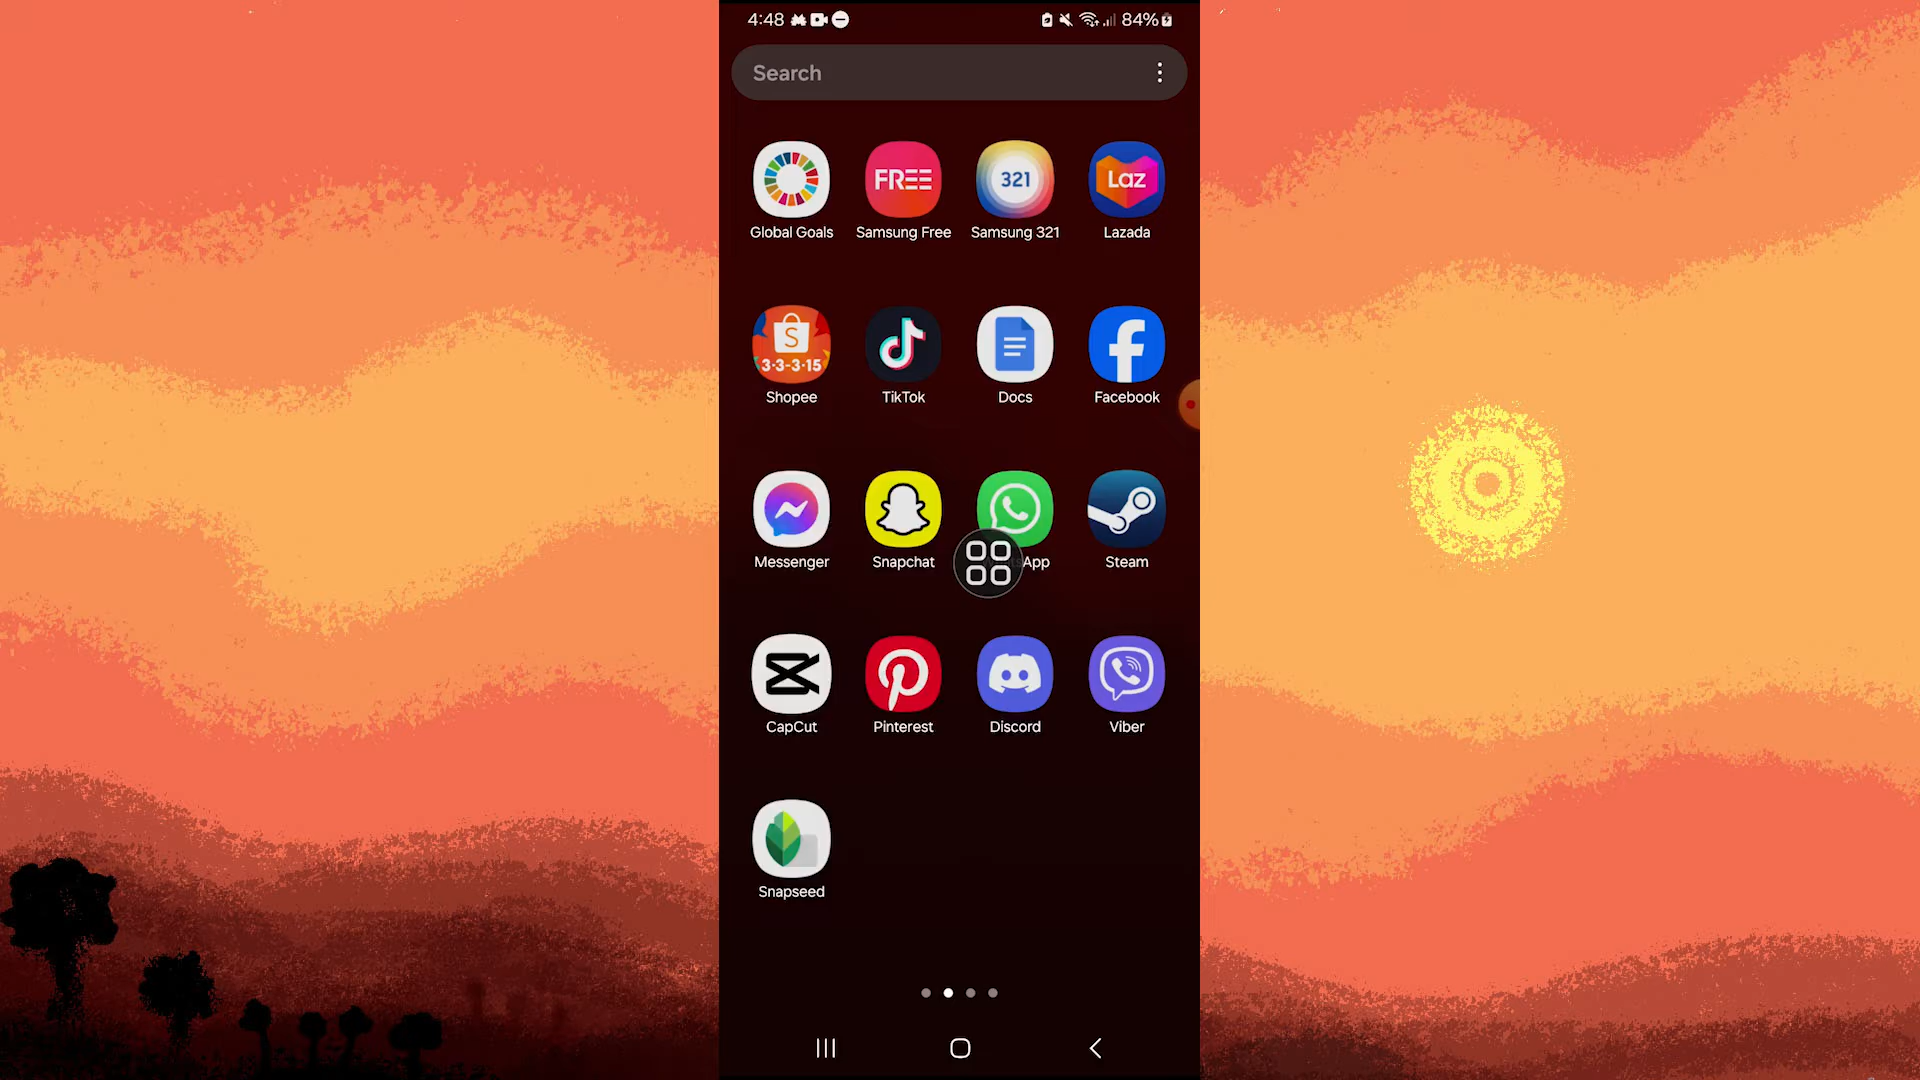 4:48 84%
Search
FREE 321 Laz
Global Goals Samsung Free Samsung 321 Lazada
S
3-3-3-15
Shopee TikTok Docs Facebook
Messenger Snapchat App Steam
CapCut Pinterest Discord Viber
Snapseed